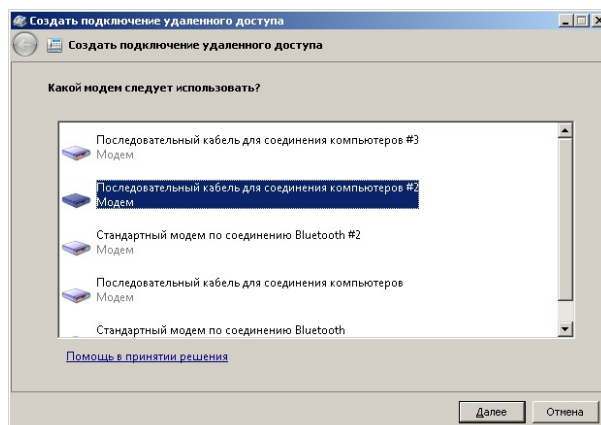 Создать подключение удаленного доступа
Создать подключение удаленного доступа
Какой модем следует использовать?
Последовательный кабель для соединения компьютеров #3
Модем
Последовательный кабель для соединения компьютеров #2
Модем
Стандартный модем по соединению Bluetooth #2
Модем
Последовательный кабель для соединения компьютеров
Модем
Стандартный модем по соединению Bluetooth
Помощь в принятии решения
Далее Отмена